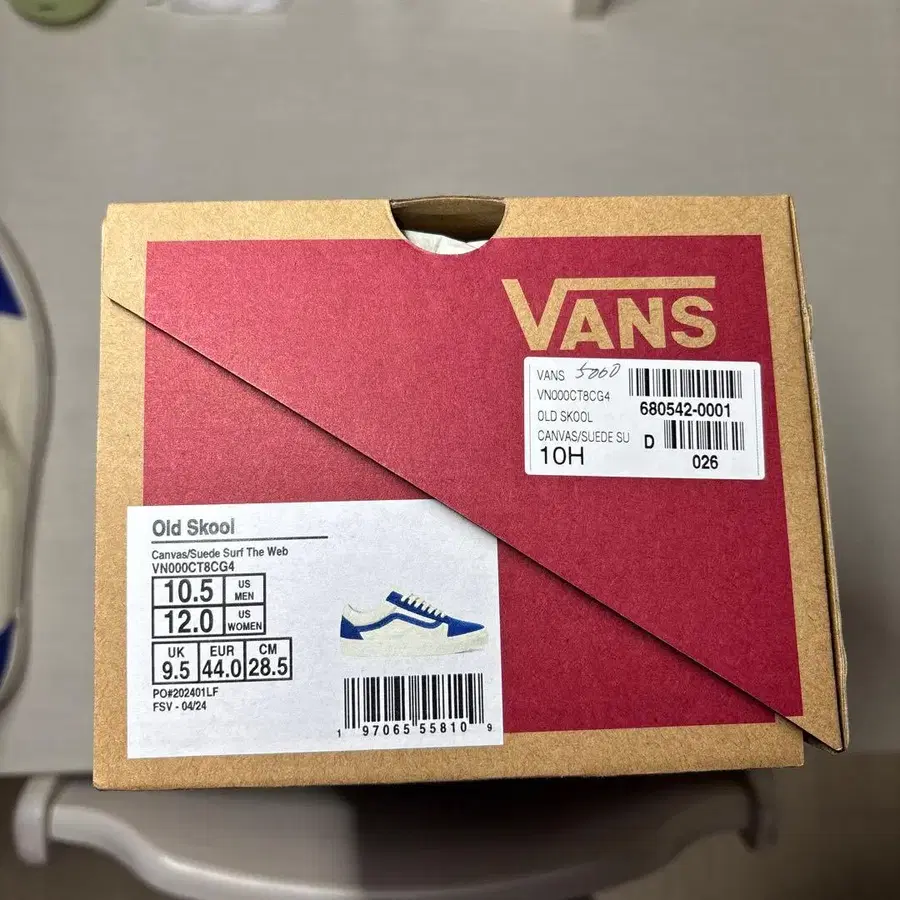 VANS
VANS 5000
VN000CT8CG4
OLD SKOOL
CANVAS/SUEDE SU
10H
680542-0001
D
026
Old Skool
Canvas/Suede Surf The Web
VN000CT8CG4
10.5 US MEN
12.0 US WOMEN
UK EUR CM
9.5 44.0 28.5
PO#202401LF
FSV - 04/24
1 97065 55810 9